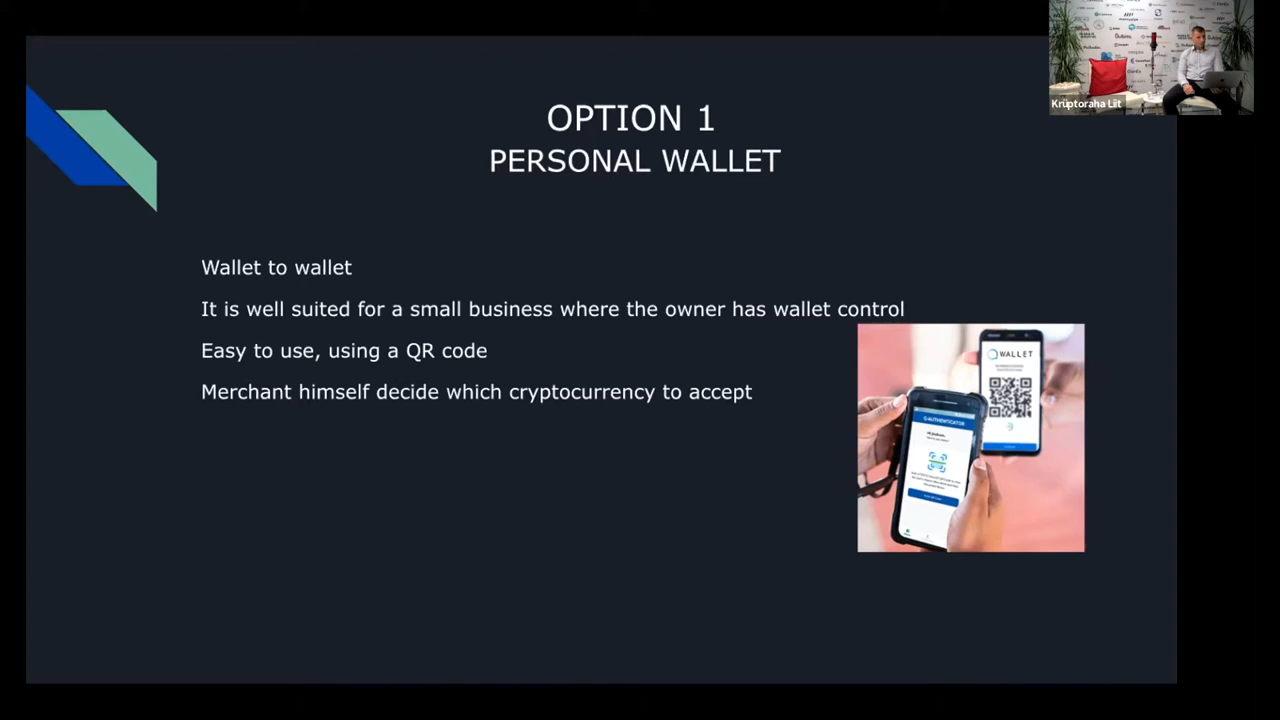 OPTION 1
PERSONAL WALLET
Wallet to wallet
It is well suited for a small business where the owner has wallet control
Easy to use, using a QR code
Merchant himself decide which cryptocurrency to accept
WALLET
Krüptoraha Liit